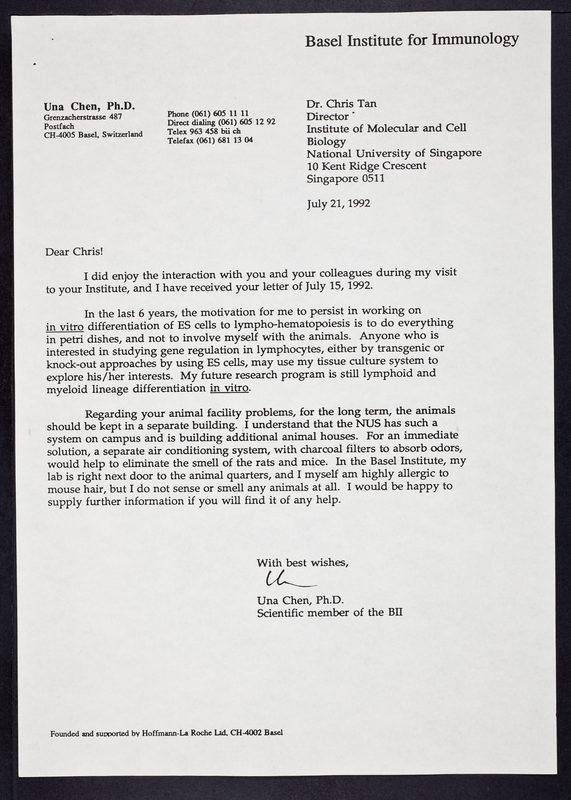 Basel Institute for Immunology
Una Chen, Ph.D.
Grenzacherstrasse 487
Postfach
CH-4005 Basel, Switzerland
Phone (061) 605 11 11
Direct dialing (061) 605 12 92
Telex 963 458 bii ch
Telefax (061) 681 13 04
Dr. Chris Tan
Director
Institute of Molecular and Cell
Biology
National University of Singapore
10 Kent Ridge Crescent
Singapore 0511
July 21, 1992
Dear Chris!
I did enjoy the interaction with you and your colleagues during my visit
to your Institute, and I have received your letter of July 15, 1992.
In the last 6 years, the motivation for me to persist in working on
in vitro differentiation of ES cells to lympho-hematopoiesis is to do everything
in petri dishes, and not to involve myself with the animals. Anyone who is
interested in studying gene regulation in lymphocytes, either by transgenic or
knock-out approaches by using ES cells, may use my tissue culture system to
explore his/her interests. My future research program is still lymphoid and
myeloid lineage differentiation in vitro.
Regarding your animal facility problems, for the long term, the animals
should be kept in a separate building. I understand that the NUS has such a
system on campus and is building additional animal houses. For an immediate
solution, a separate air conditioning system, with charcoal filters to absorb odors,
would help to eliminate the smell of the rats and mice. In the Basel Institute, my
lab is right next door to the animal quarters, and I myself am highly allergic to
mouse hair, but I do not sense or smell any animals at all. I would be happy to
supply further information if you will find it of any help.
With best wishes,
Una Chen, Ph.D.
Scientific member of the BII
Founded and supported by Hoffmann-La Roche Ltd, CH-4002 Basel